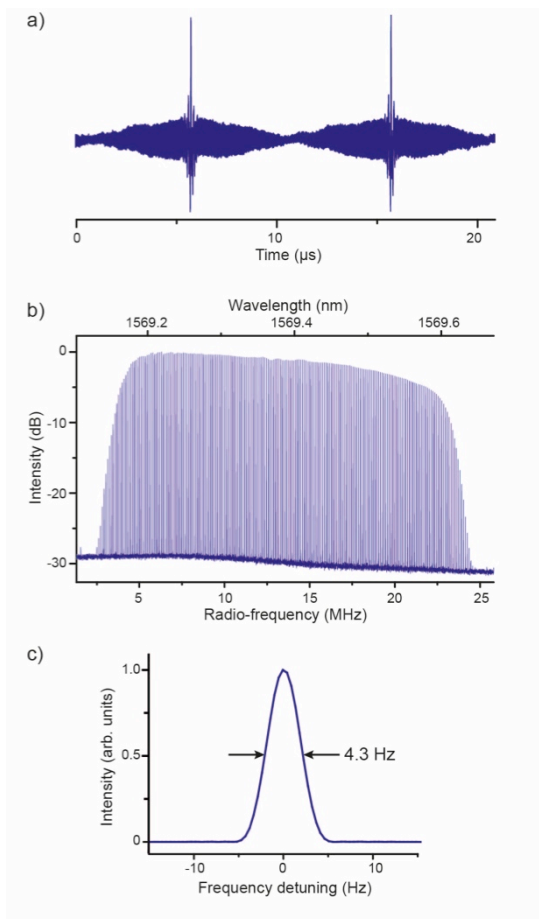 a)
0 10 20
Time (μs)
b)
Wavelength (nm)
1569.2 1569.4 1569.6
Intensity (dB)
0
-10
-20
-30
5 10 15 20 25
Radio-frequency (MHz)
c)
Intensity (arb. units)
1.0
0.5
0
4.3 Hz
-10 0 10
Frequency detuning (Hz)